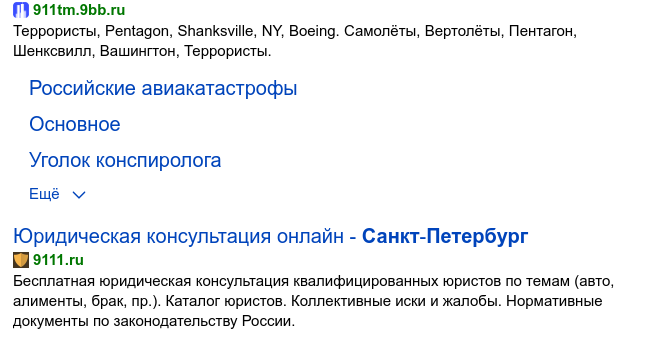 911tm.9bb.ru
Террористы, Pentagon, Shanksville, NY, Boeing. Самолёты, Вертолёты, Пентагон,
Шенксвилл, Вашингтон, Террористы.
Российские авиакатастрофы
Основное
Уголок конспиролога
Ещё
Юридическая консультация онлайн - Санкт-Петербург
9111.ru
Бесплатная юридическая консультация квалифицированных юристов по темам (авто,
алименты, брак, пр.). Каталог юристов. Коллективные иски и жалобы. Нормативные
документы по законодательству России.